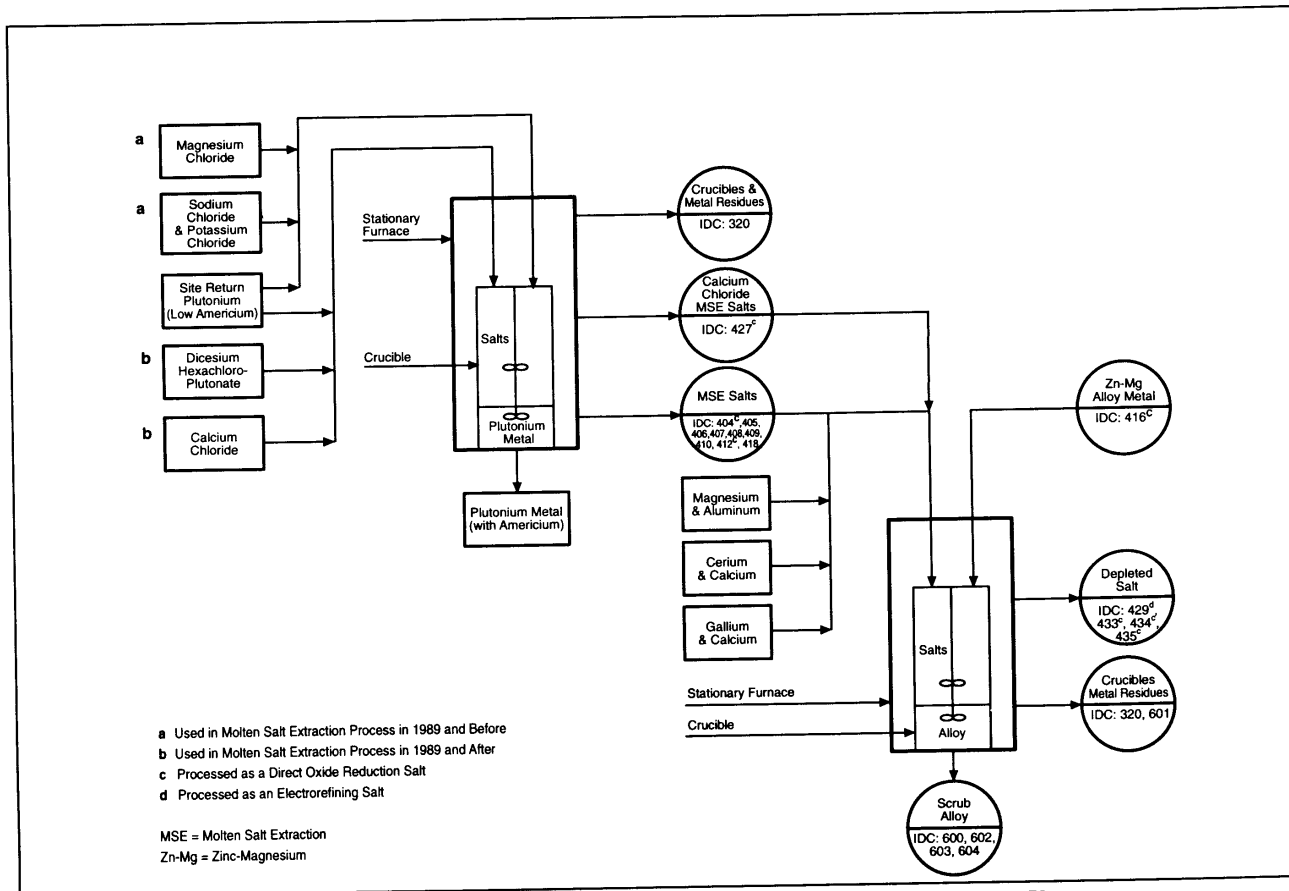 a
Magnesium
Chloride
a
Sodium
Chloride
& Potassium
Chloride
Site Return
Plutonium
(Low Americium)
b
Dicesium
Hexachloro-
Plutonate
b
Calcium
Chloride
Stationary
Furnace
Crucible
Salts
Plutonium
Metal
Plutonium Metal
(with Americium)
Crucibles &
Metal Residues
IDC: 320
Calcium
Chloride
MSE Salts
IDC: 427c
MSE Salts
IDC: 404c, 405,
406,407,408,409,
410, 412c, 418
Magnesium
& Aluminum
Cerium
& Calcium
Gallium
& Calcium
Zn-Mg
Alloy Metal
IDC: 416c
Stationary Furnace
Crucible
Salts
Alloy
Depleted
Salt
IDC: 429d
433c, 434c,
435c
Crucibles
Metal Residues
IDC: 320, 601
Scrub
Alloy
IDC: 600, 602,
603, 604
a Used in Molten Salt Extraction Process in 1989 and Before
b Used in Molten Salt Extraction Process in 1989 and After
c Processed as a Direct Oxide Reduction Salt
d Processed as an Electrorefining Salt
MSE = Molten Salt Extraction
Zn-Mg = Zinc-Magnesium